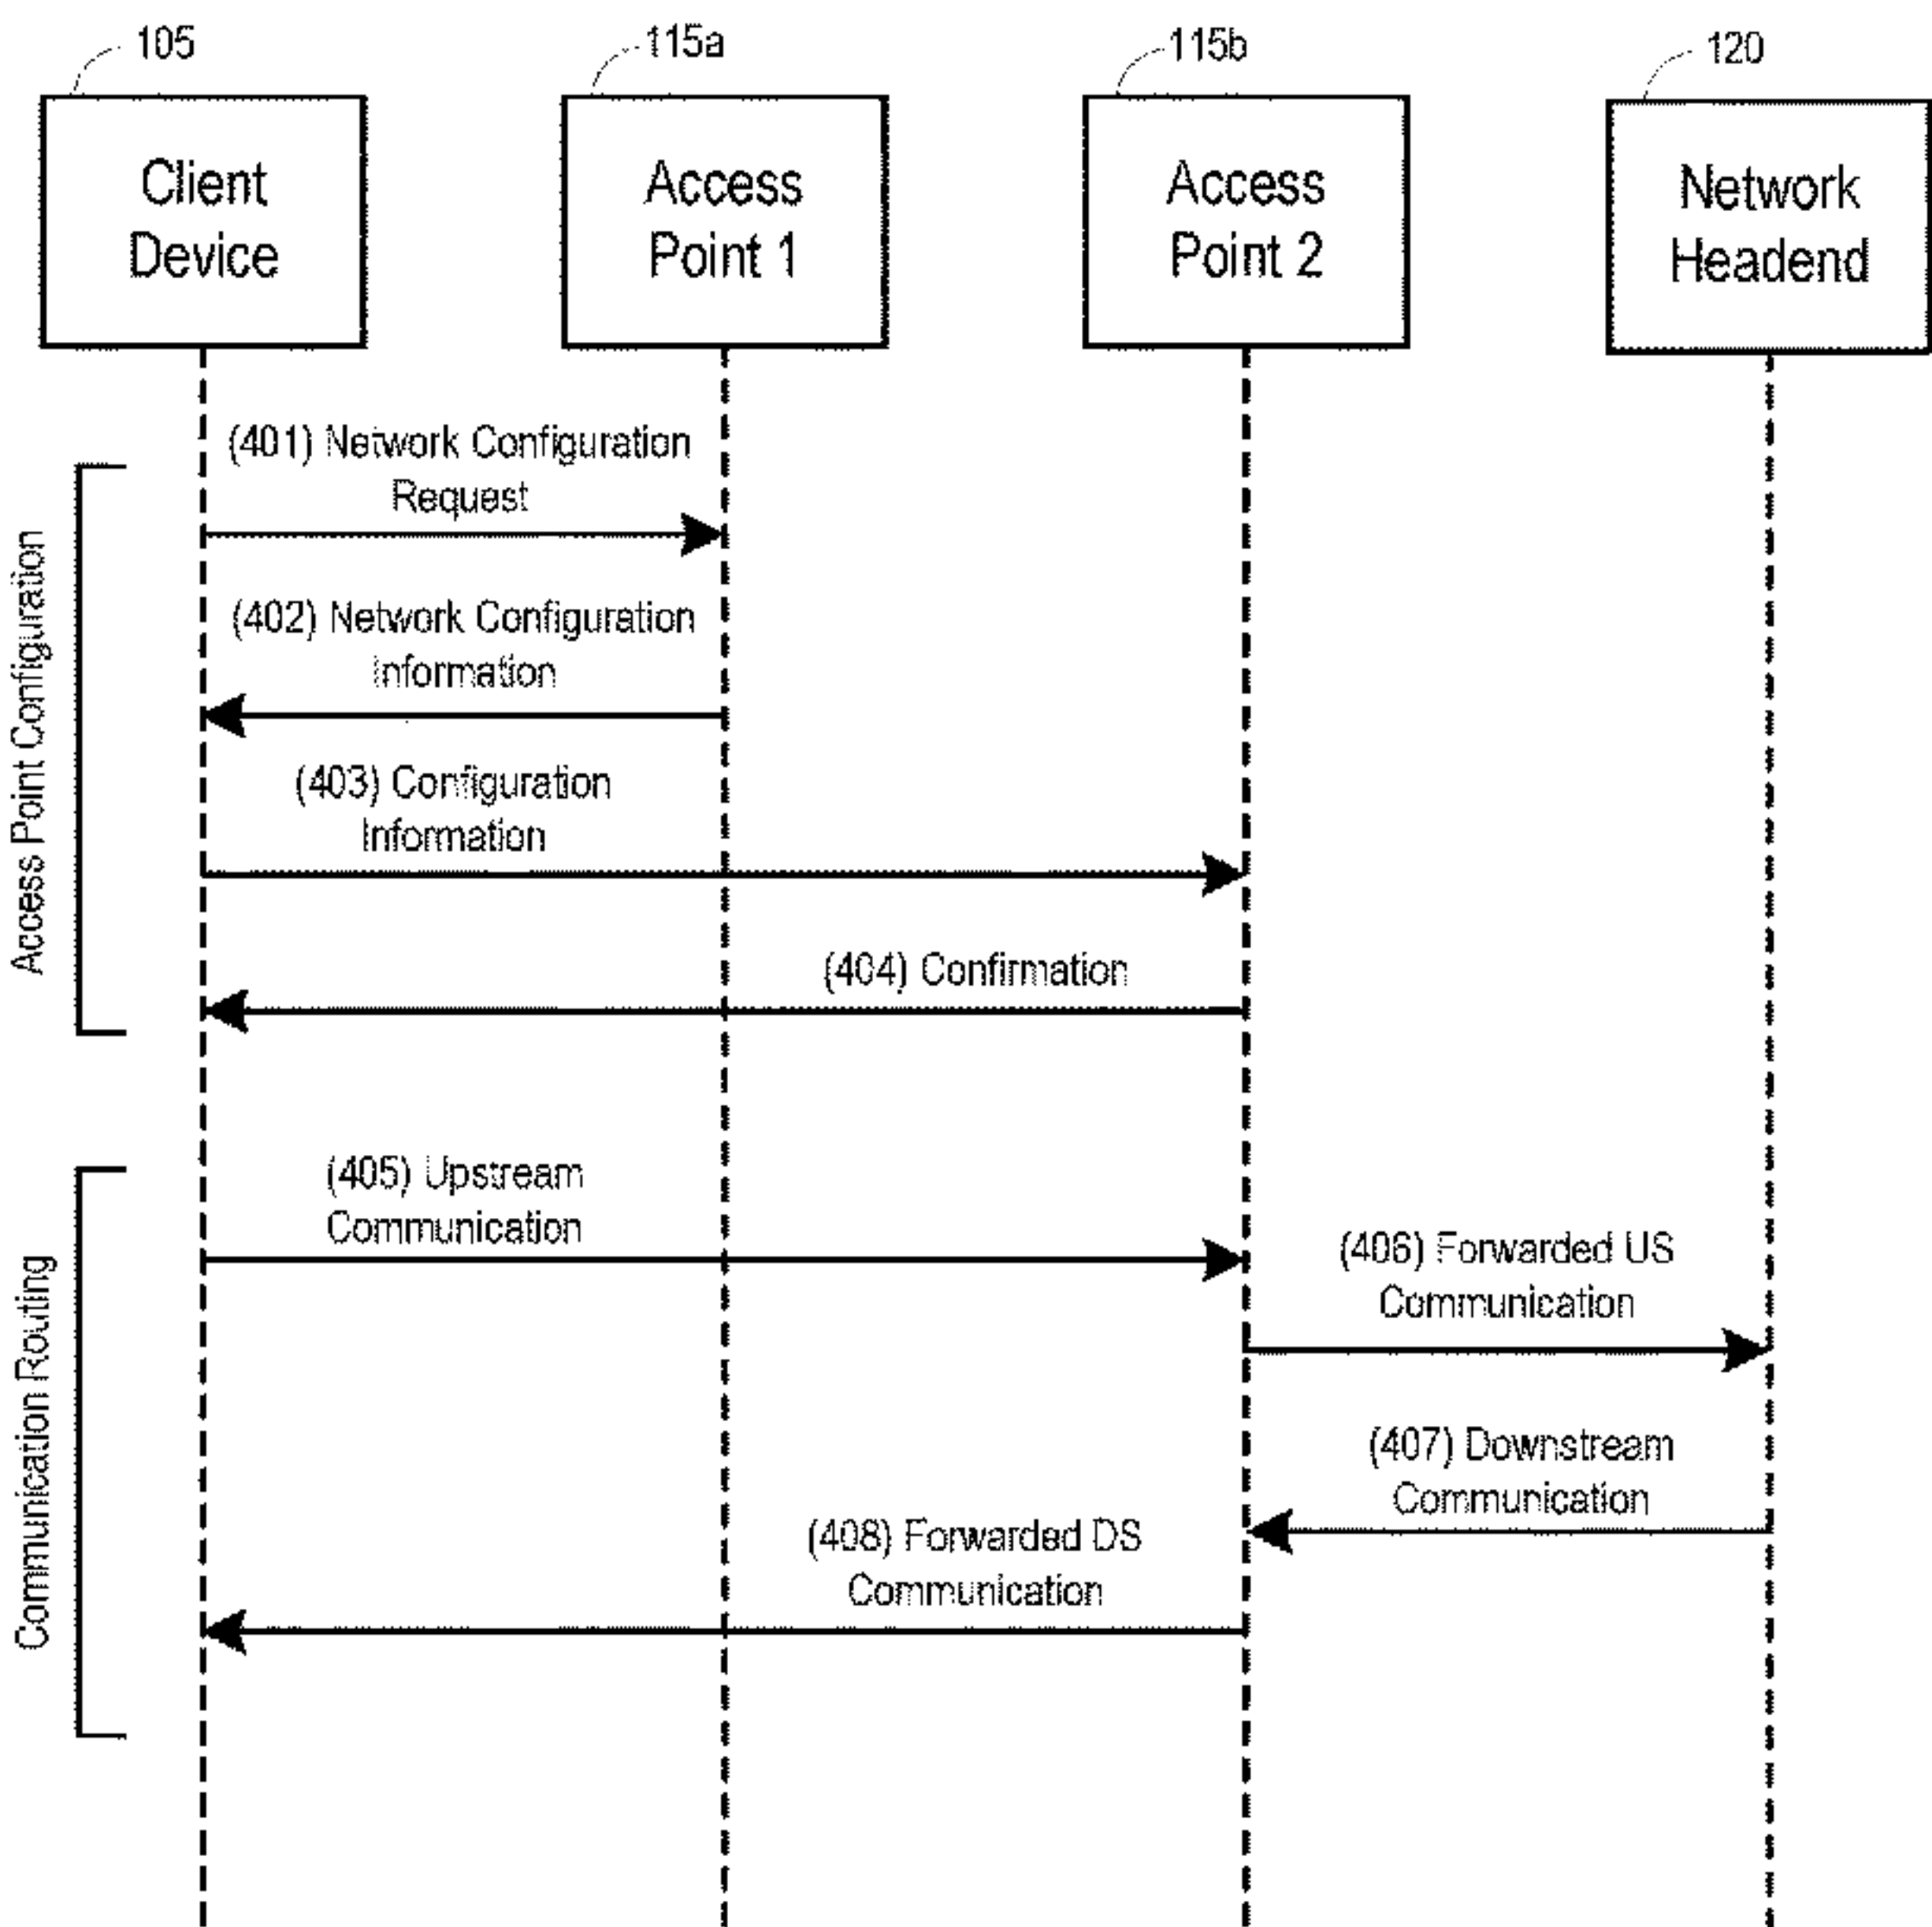 105
115a
115b
120
Client
Device
Access
Point 1
Access
Point 2
Network
Headend
Access Point Configuration
(401) Network Configuration
Request
(402) Network Configuration
Information
(403) Configuration
Information
(404) Confirmation
Communication Routing
(405) Upstream
Communication
(406) Forwarded US
Communication
(407) Downstream
Communication
(408) Forwarded DS
Communication